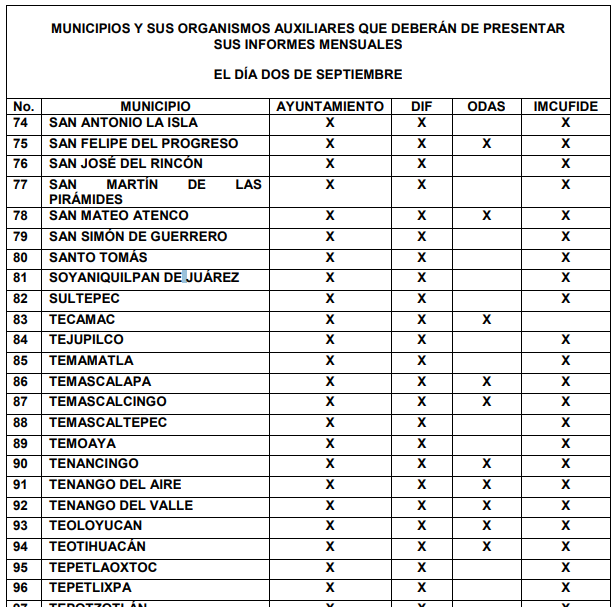 MUNICIPIOS Y SUS ORGANISMOS AUXILIARES QUE DEBERÁN DE PRESENTAR
SUS INFORMES MENSUALES
EL DÍA DOS DE SEPTIEMBRE
No. MUNICIPIO AYUNTAMIENTO DIF ODAS IMCUFIDE
74 SAN ANTONIO LA ISLA X X X
75 SAN FELIPE DEL PROGRESO X X X X
76 SAN JOSÉ DEL RINCÓN X X X
77 SAN MARTÍN DE LAS X X X
PIRÁMIDES
78 SAN MATEO ATENCO X X X X
79 SAN SIMÓN DE GUERRERO X X X
80 SANTO TOMÁS X X X
81 SOYANIQUILPAN DE JUÁREZ X X X
82 SULTEPEC X X X
83 TECAMAC X X X
84 TEJUPILCO X X X
85 TEMAMATLA X X X
86 TEMASCALAPA X X X X
87 TEMASCALCINGO X X X X
88 TEMASCALTEPEC X X X
89 TEMOAYA X X X
90 TENANCINGO X X X X
91 TENANGO DEL AIRE X X X X
92 TENANGO DEL VALLE X X X X
93 TEOLOYUCAN X X X X
94 TEOTIHUACÁN X X X X
95 TEPETLAOXTOC X X X
96 TEPETLIXPA X X X
97 TEPOTZOTLÁN X X X